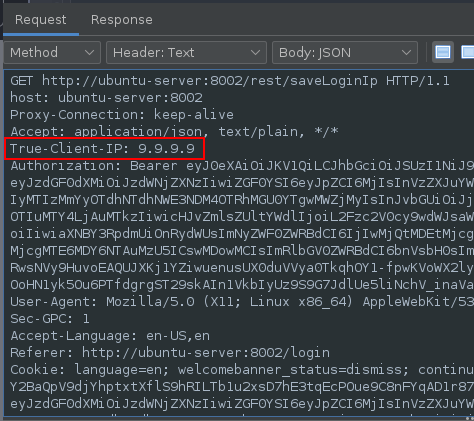 Request Response
Method Header: Text Body: JSON
GET http://ubuntu-server:8002/rest/saveLoginIp HTTP/1.1
host: ubuntu-server:8002
Proxy-Connection: keep-alive
Accept: application/json, text/plain, */*
True-Client-IP: 9.9.9.9
Authorization: Bearer eyJ0eXAiOiJKV1QiLCJhbGciOiJSUzI1NiJ9
eyJzdGF0dXMiOiJzdWNjZXNzIiwiZGF0YSI6eyJpZCI6MjIsInVzZXJuYW
IyMTIzMmYyOTdhNTdhNWE3NDM4OTRhMGU0YTgwMWZjMyIsInJvbGUiOiJj
OTIuMTY4LjAuMTkzIiwicHJvZmlsZUltYWdlIjoiL2Fzc2V0cy9wdWJsaW
oiIiwiaXNBY3RpdmUiOnRydWUsImNyZWF0ZWRBdCI6IjIwMjQtMDEtMjcg
MjcgMTE6MDY6NTAuMzU5ICswMDowMCIsImRlbGV0ZWRBdCI6bnVsbH0sIm
User-Agent: Mozilla/5.0 (X11; Linux x86_64) AppleWebKit/53
Sec-GPC: 1
Accept-Language: en-US,en
Referer: http://ubuntu-server:8002/login
Cookie: language=en; welcomebanner_status=dismiss; continu
eyJzdGF0dXMiOiJzdWNjZXNzIiwiZGF0YSI6eyJpZCI6MjIsInVzZXJuYW